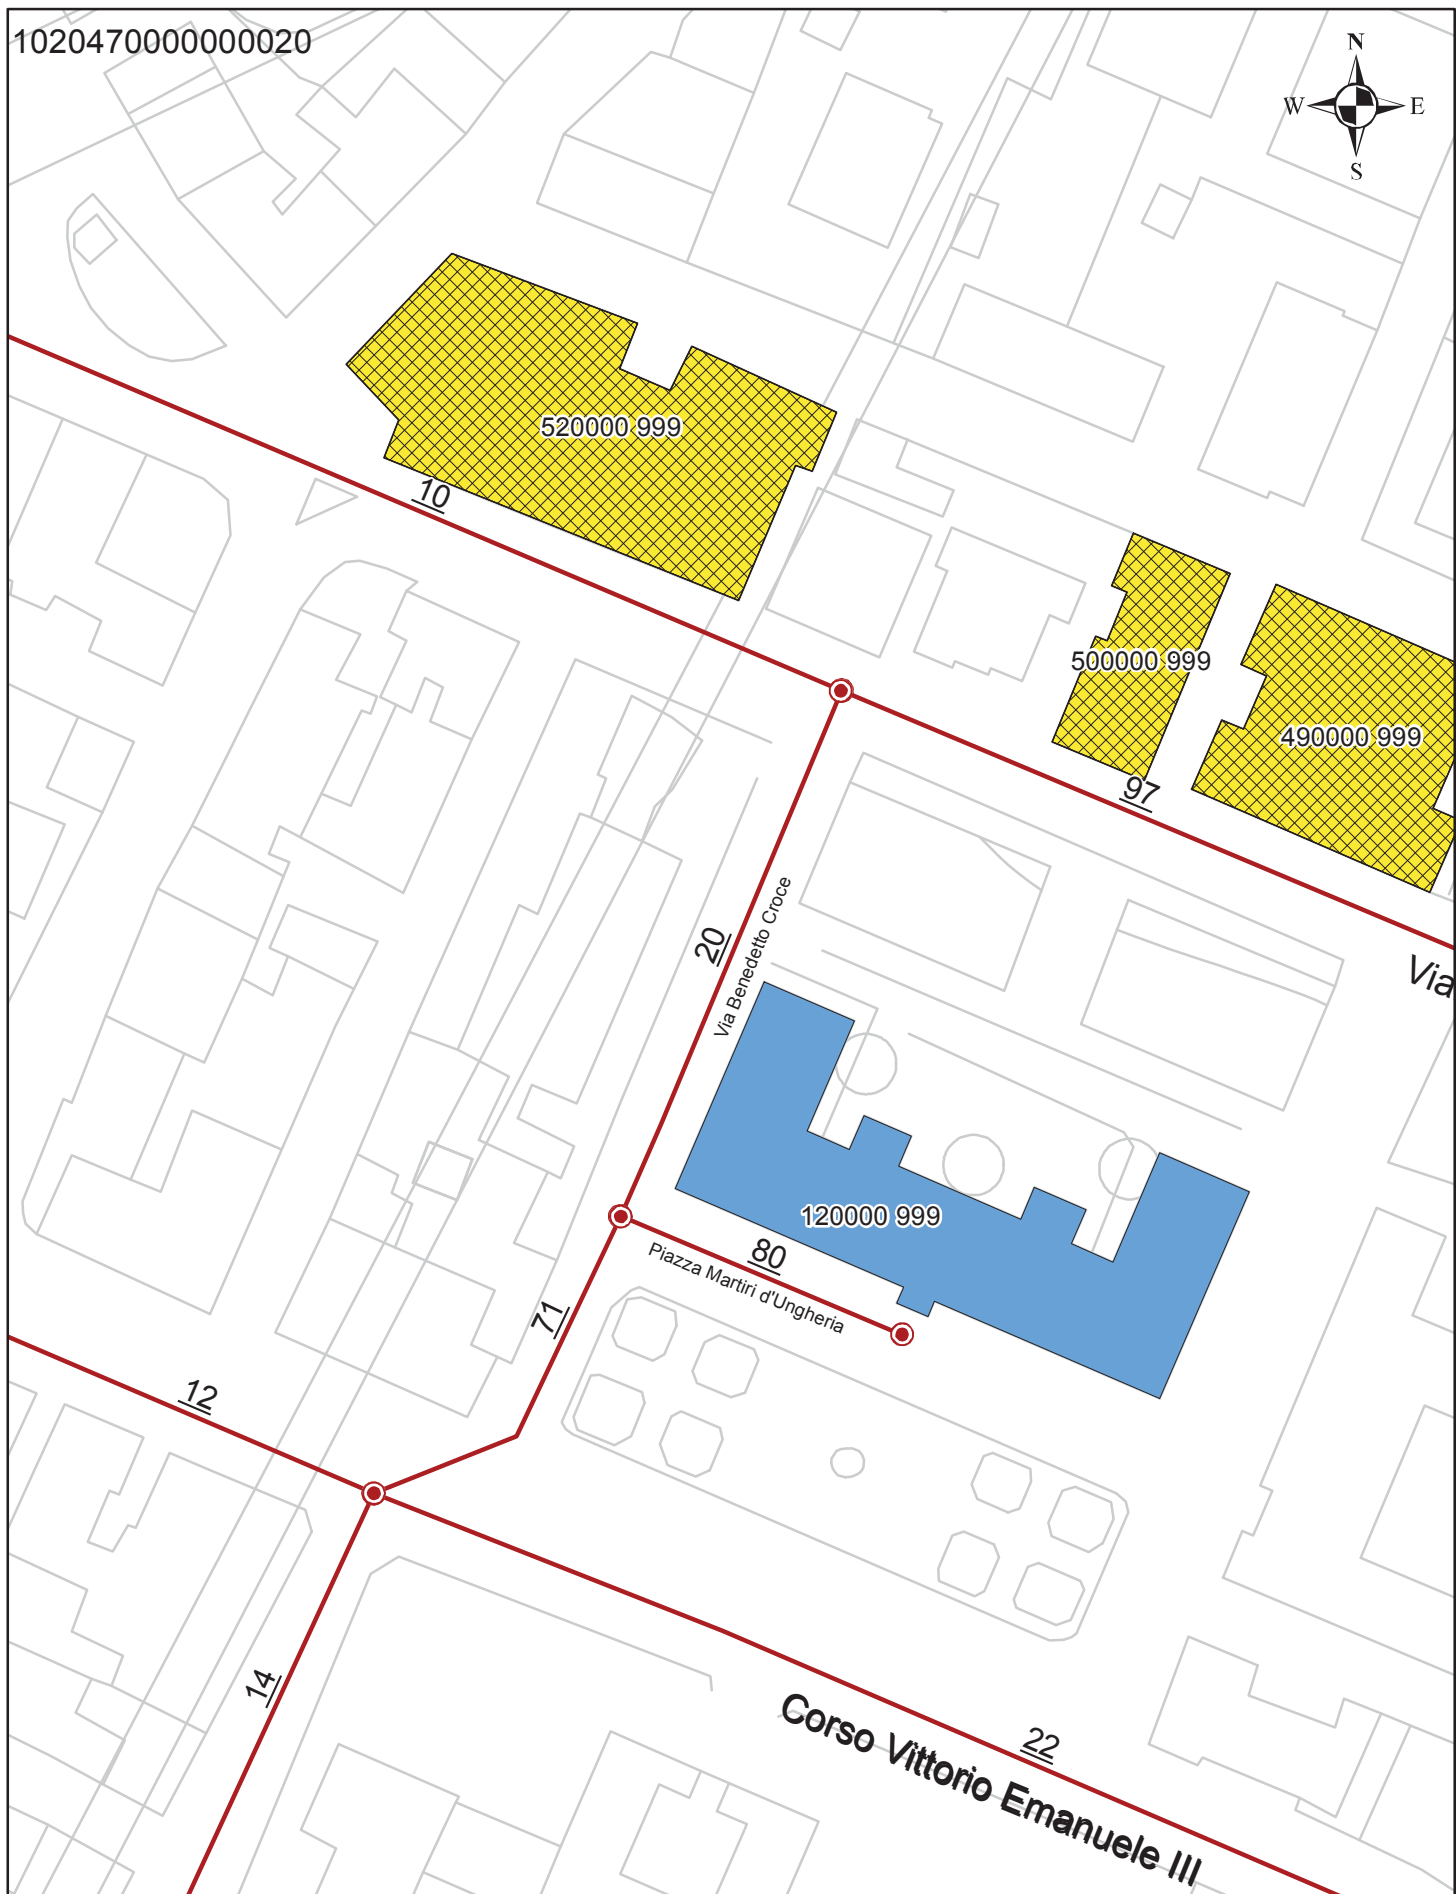 1020470000000020
N
W
E
S
520000 999
10
500000 999
490000 999
97
20
Via Benedetto Croce
Via
120000 999
80
Piazza Martiri d'Ungheria
71
12
14
22
Corso Vittorio Emanuele III